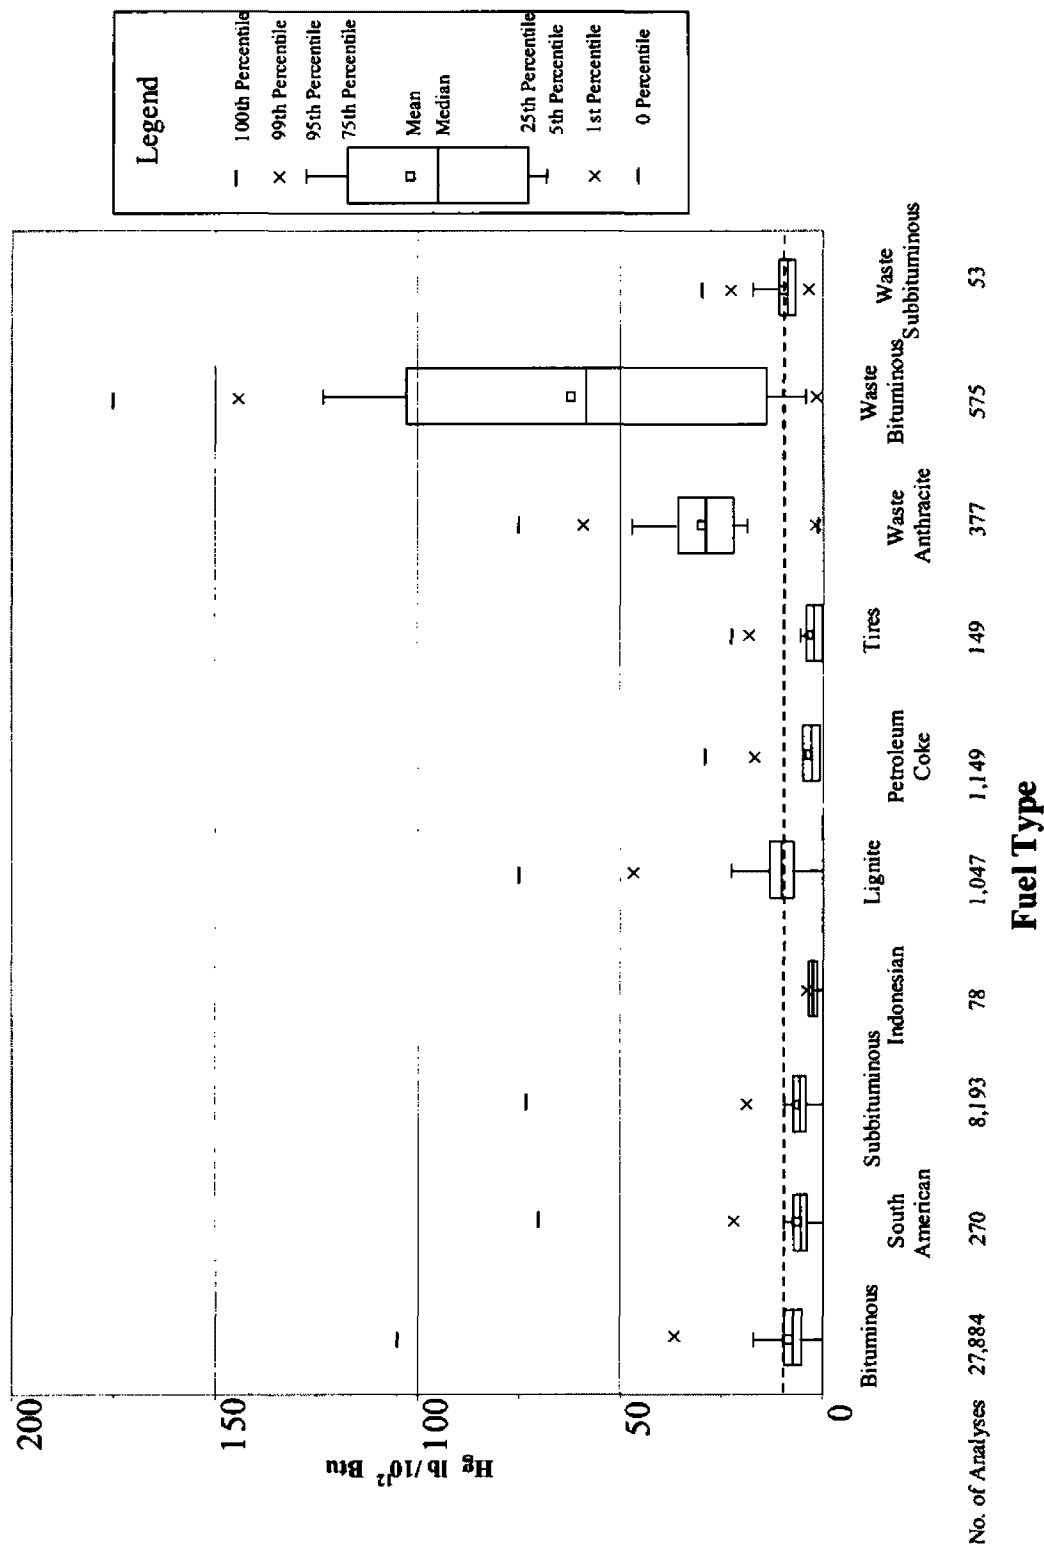 Legend
100th Percentile
99th Percentile
95th Percentile
75th Percentile
Mean
Median
25th Percentile
5th Percentile
1st Percentile
0 Percentile
200
150
100
50
0
Hg lb/10¹² Btu
Bituminous
South
American
Subbituminous
Indonesian
Lignite
Petroleum
Coke
Tires
Waste
Anthracite
Waste
Bituminous
Waste
Subbituminous
No. of Analyses 27,884 270 8,193 78 1,047 1,149 149 377 575 53
Fuel Type